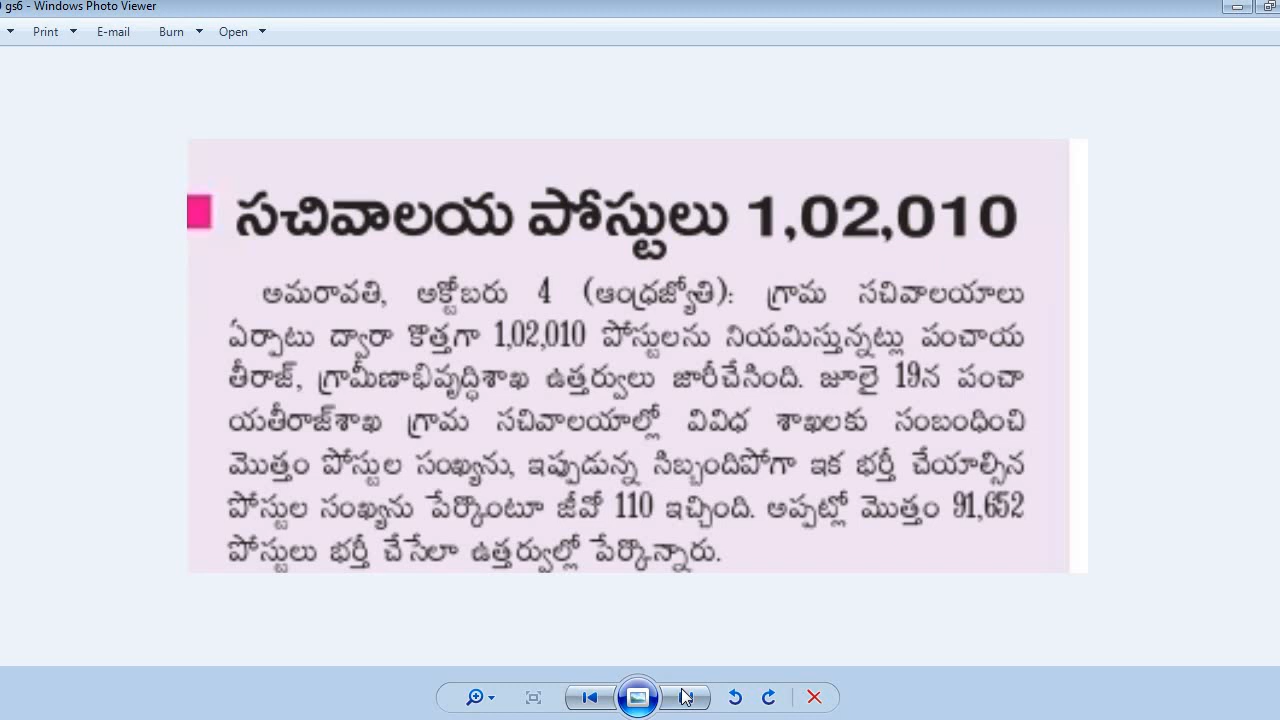 gs6 - Windows Photo Viewer
Print E-mail Burn Open
సచివాలయ పోస్టులు 1,02,010
అమరావతి, అక్టోబరు 4 (ఆంధ్రజ్యోతి): గ్రామ సచివాలయాలు
ఏర్పాటు ద్వారా కొత్తగా 1,02,010 పోస్టులను నియమిస్తున్నట్లు పంచాయ
తీరాజ్, గ్రామీణాభివృద్ధిశాఖ ఉత్తర్వులు జారీచేసింది. జూలై 19న పంచా
యతీరాజ్‌శాఖ గ్రామ సచివాలయాల్లో వివిధ శాఖలకు సంబంధించి
మొత్తం పోస్టుల సంఖ్యను, ఇప్పుడున్న సిబ్బందిపోగా ఇక భర్తీ చేయాల్సిన
పోస్టుల సంఖ్యను పేర్కొంటూ జీవో 110 ఇచ్చింది. అప్పట్లో మొత్తం 91,652
పోస్టులు భర్తీ చేసేలా ఉత్తర్వుల్లో పేర్కొన్నారు.